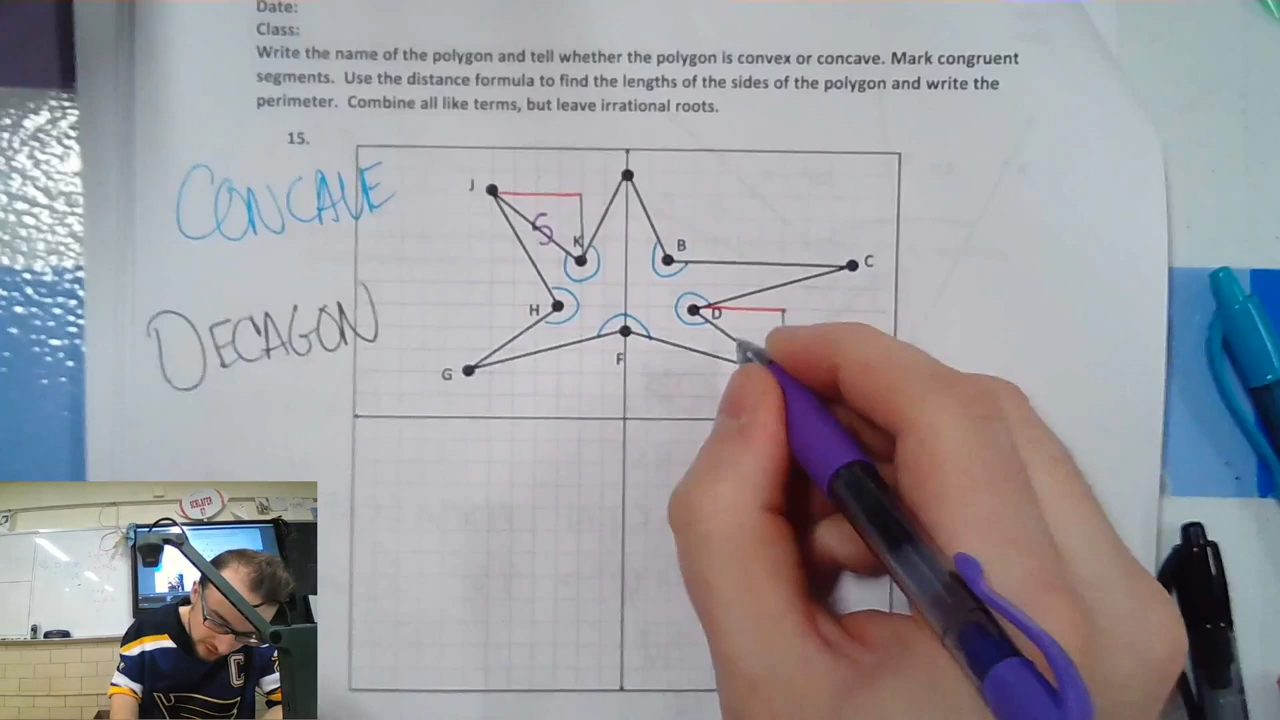 Date:
Class:
Write the name of the polygon and tell whether the polygon is convex or concave. Mark congruent
segments. Use the distance formula to find the lengths of the sides of the polygon and write the
perimeter. Combine all like terms, but leave irrational roots.
15.
CONCAVE
DECAGON
J
5
K
B
C
H
D
F
G
C